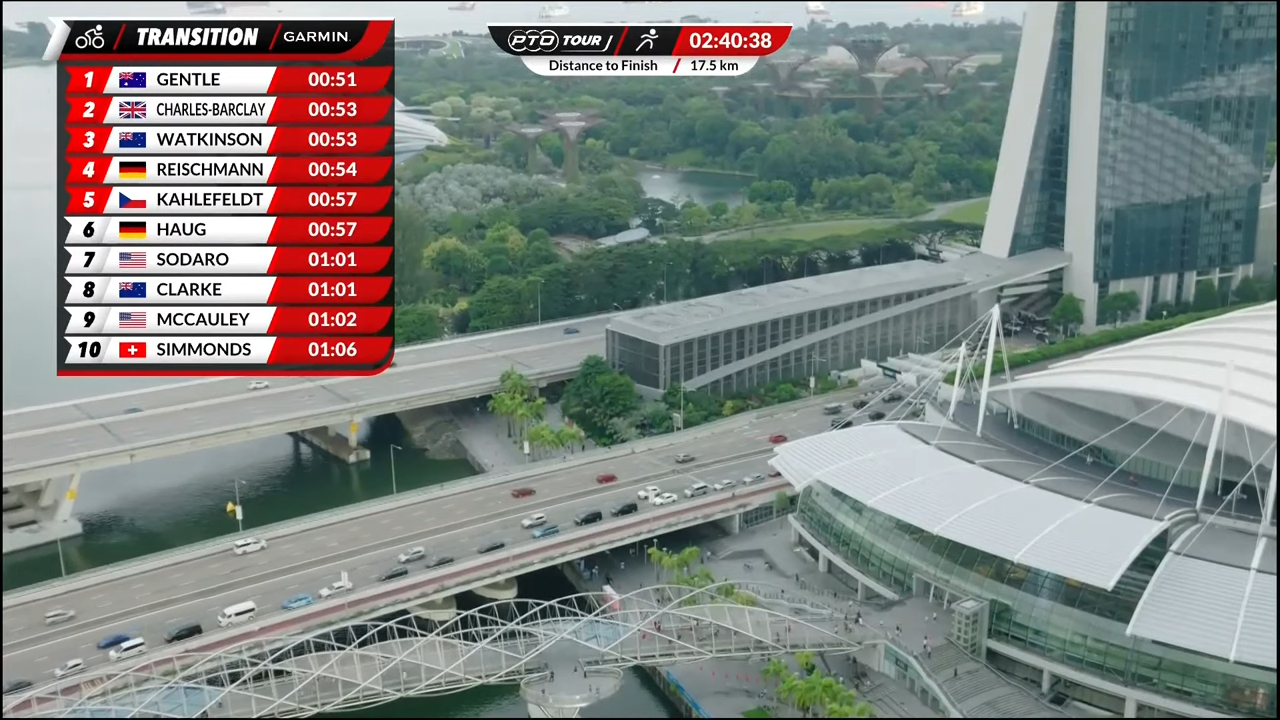 TRANSITION GARMIN
1 GENTLE 00:51
2 CHARLES-BARCLAY 00:53
3 WATKINSON 00:53
4 REISCHMANN 00:54
5 KAHLEFELDT 00:57
6 HAUG 00:57
7 SODARO 01:01
8 CLARKE 01:01
9 MCCAULEY 01:02
10 SIMMONDS 01:06
PTO TOUR 02:40:38
Distance to Finish / 17.5 km